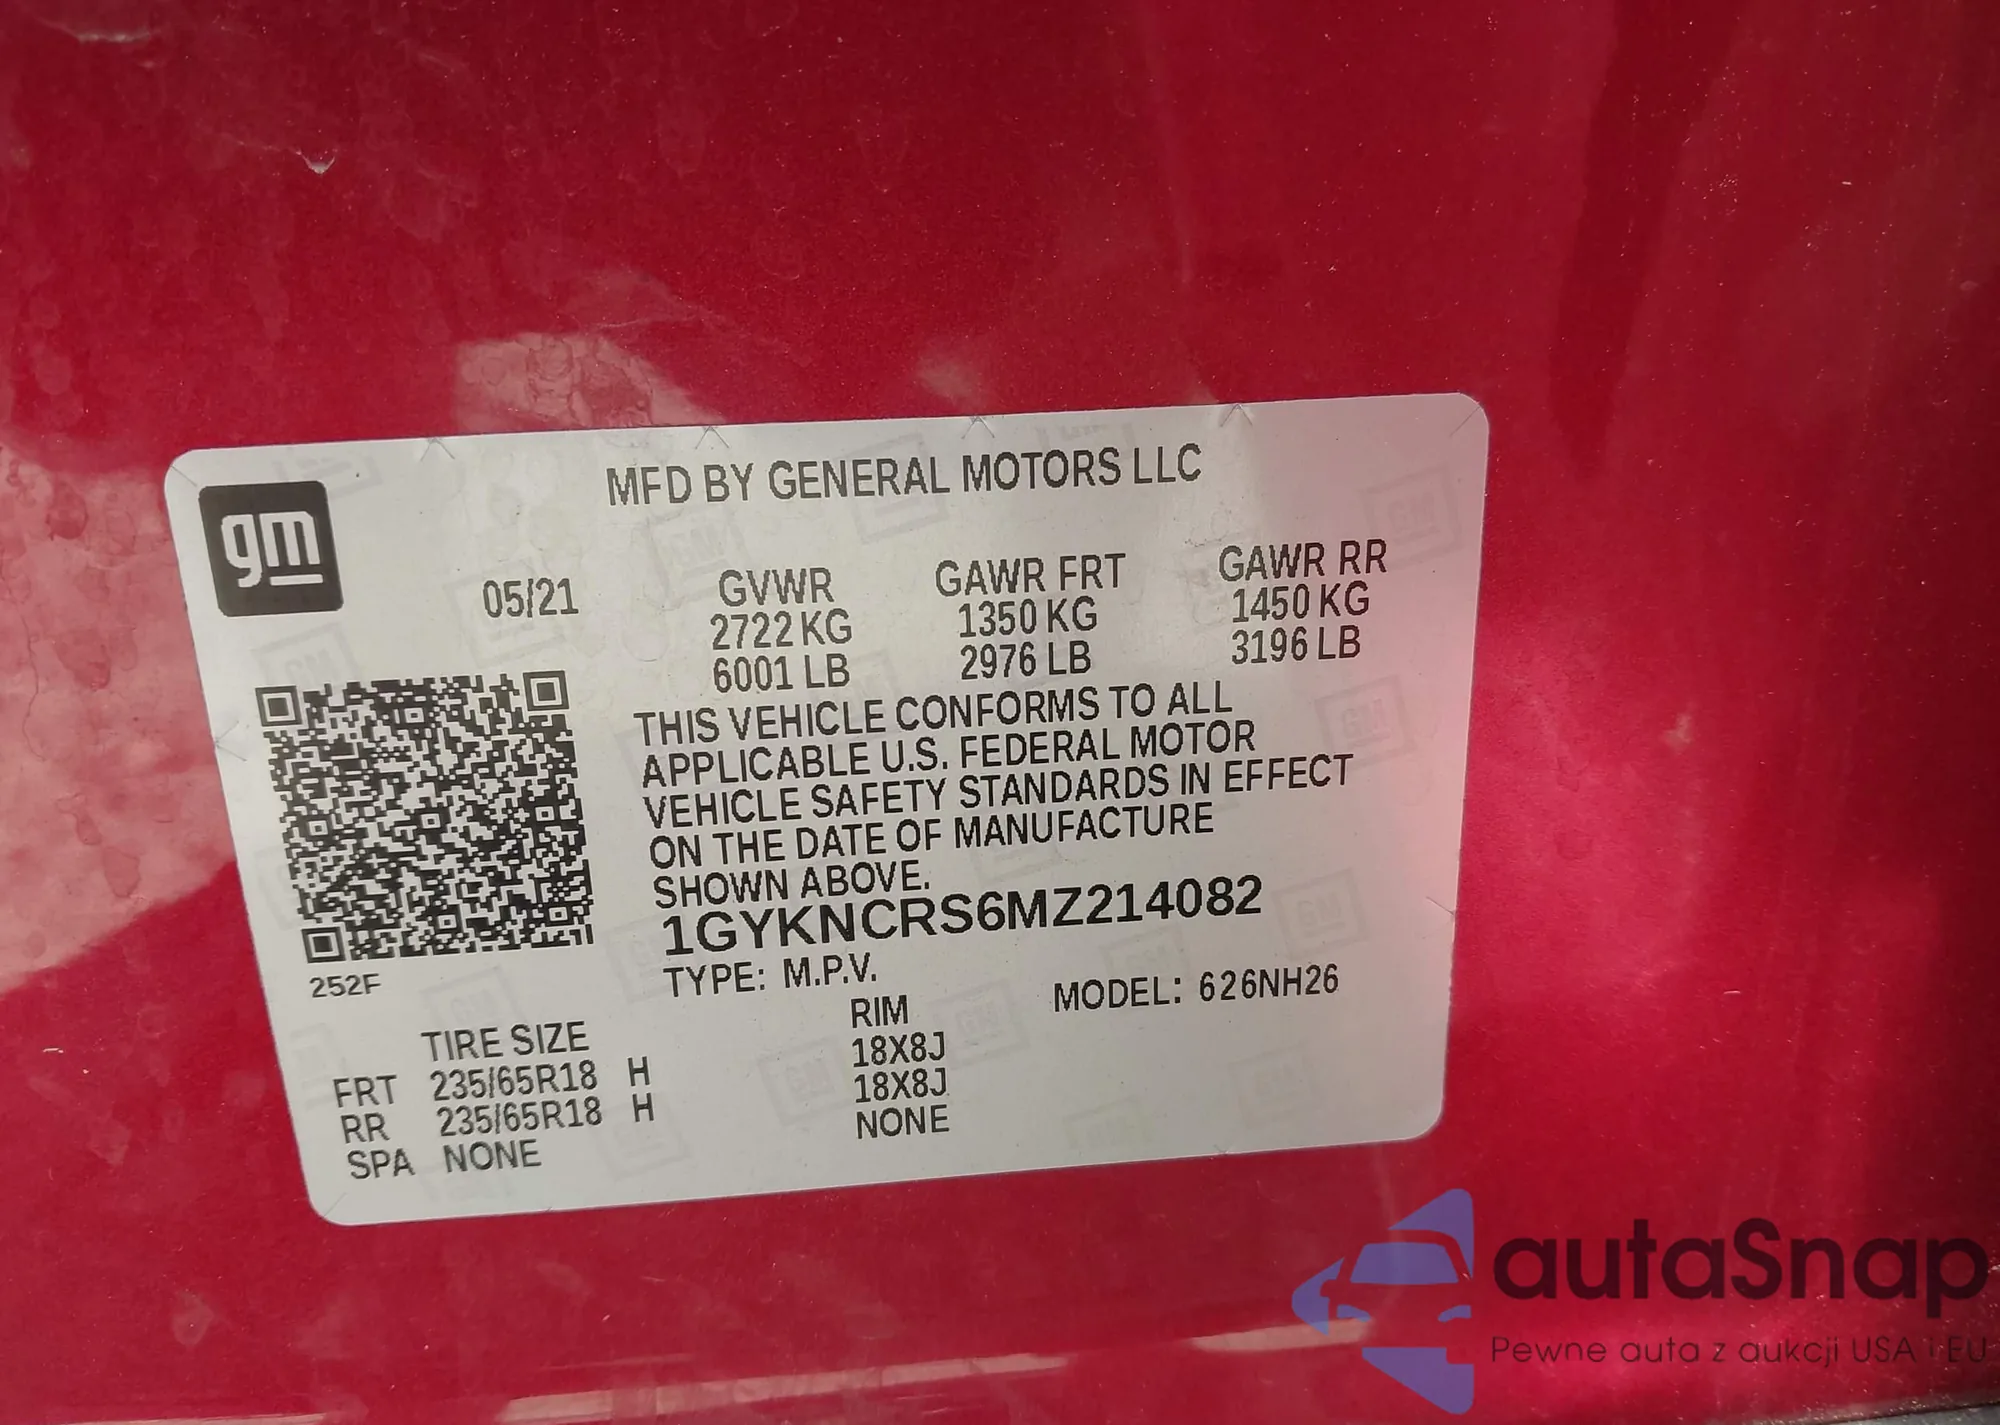 gm
MFD BY GENERAL MOTORS LLC
05/21
GVWR
2722 KG
6001 LB
GAWR FRT
1350 KG
2976 LB
GAWR RR
1450 KG
3196 LB
THIS VEHICLE CONFORMS TO ALL
APPLICABLE U.S. FEDERAL MOTOR
VEHICLE SAFETY STANDARDS IN EFFECT
ON THE DATE OF MANUFACTURE
SHOWN ABOVE.
1GYKNCRS6MZ214082
TYPE: M.P.V.
MODEL: 626NH26
252F
TIRE SIZE RIM
FRT 235/65R18 H 18X8J
RR 235/65R18 H 18X8J
SPA NONE NONE
autaSnap
Pewne auta z aukcji USA i EU